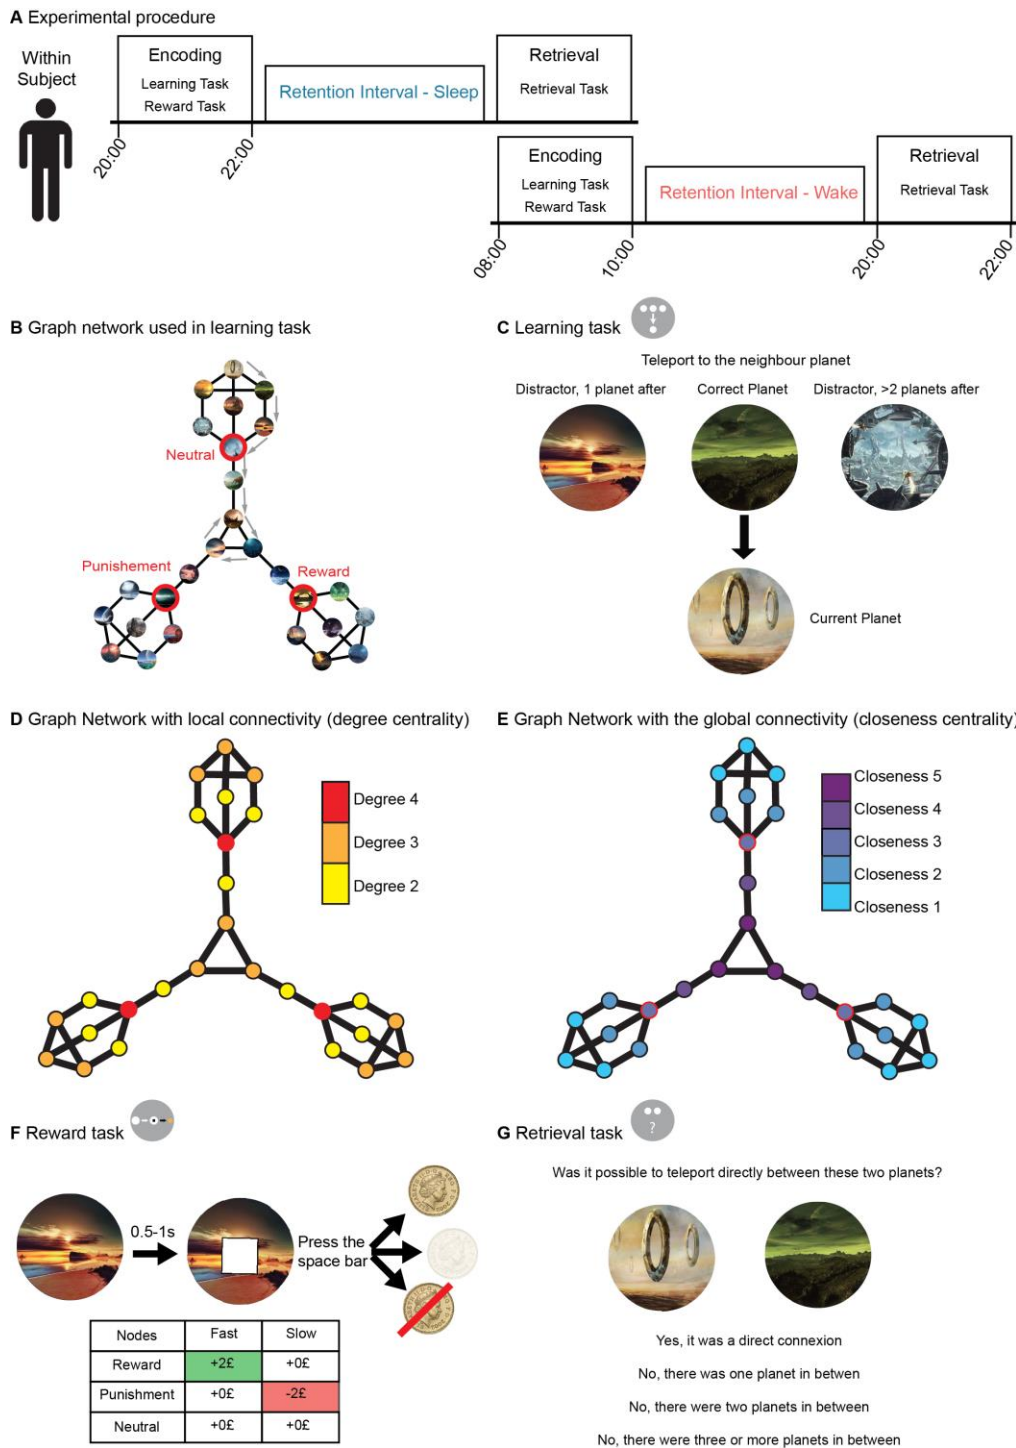 A Experimental procedure
Within
Subject
Encoding
Learning Task
Reward Task
Retention Interval - Sleep
Retrieval
Retrieval Task
20:00
22:00
Encoding
Learning Task
Reward Task
Retention Interval - Wake
Retrieval
Retrieval Task
08:00
10:00
20:00
22:00
B Graph network used in learning task
Neutral
Punishement
Reward
C Learning task
Teleport to the neighbour planet
Distractor, 1 planet after
Correct Planet
Distractor, >2 planets after
Current Planet
D Graph Network with local connectivity (degree centrality)
Degree 4
Degree 3
Degree 2
E Graph Network with the global connectivity (closeness centrality)
Closeness 5
Closeness 4
Closeness 3
Closeness 2
Closeness 1
F Reward task
0.5-1s
Press the
space bar
Nodes Fast Slow
Reward +2£ +0£
Punishment +0£ -2£
Neutral +0£ +0£
G Retrieval task
?
Was it possible to teleport directly between these two planets?
Yes, it was a direct connexion
No, there was one planet in betwen
No, there were two planets in between
No, there were three or more planets in between